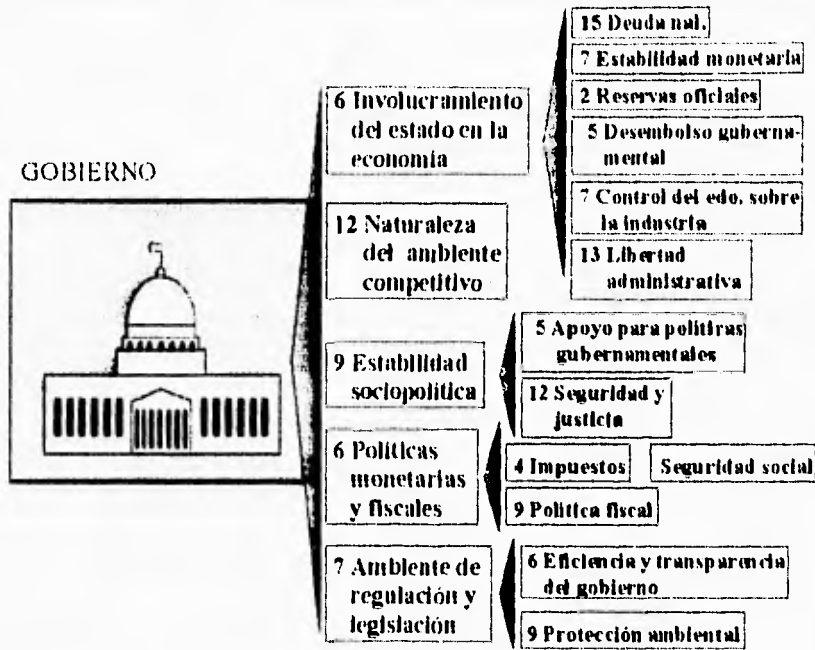 GOBIERNO
6 Involucramiento
del estado en la
economía
15 Deuda nal.
7 Estabilidad monetaria
2 Reservas oficiales
5 Desembolso guberna-
mental
7 Control del edo. sobre
la industria
13 Libertad
administrativa
12 Naturaleza
del ambiente
competitivo
9 Estabilidad
sociopolítica
5 Apoyo para políticas
gubernamentales
12 Seguridad y
justicia
6 Políticas
monetarias
y fiscales
4 Impuestos
Seguridad social
9 Política fiscal
7 Ambiente de
regulación y
legislación
6 Eficiencia y transparencia
del gobierno
9 Protección ambiental